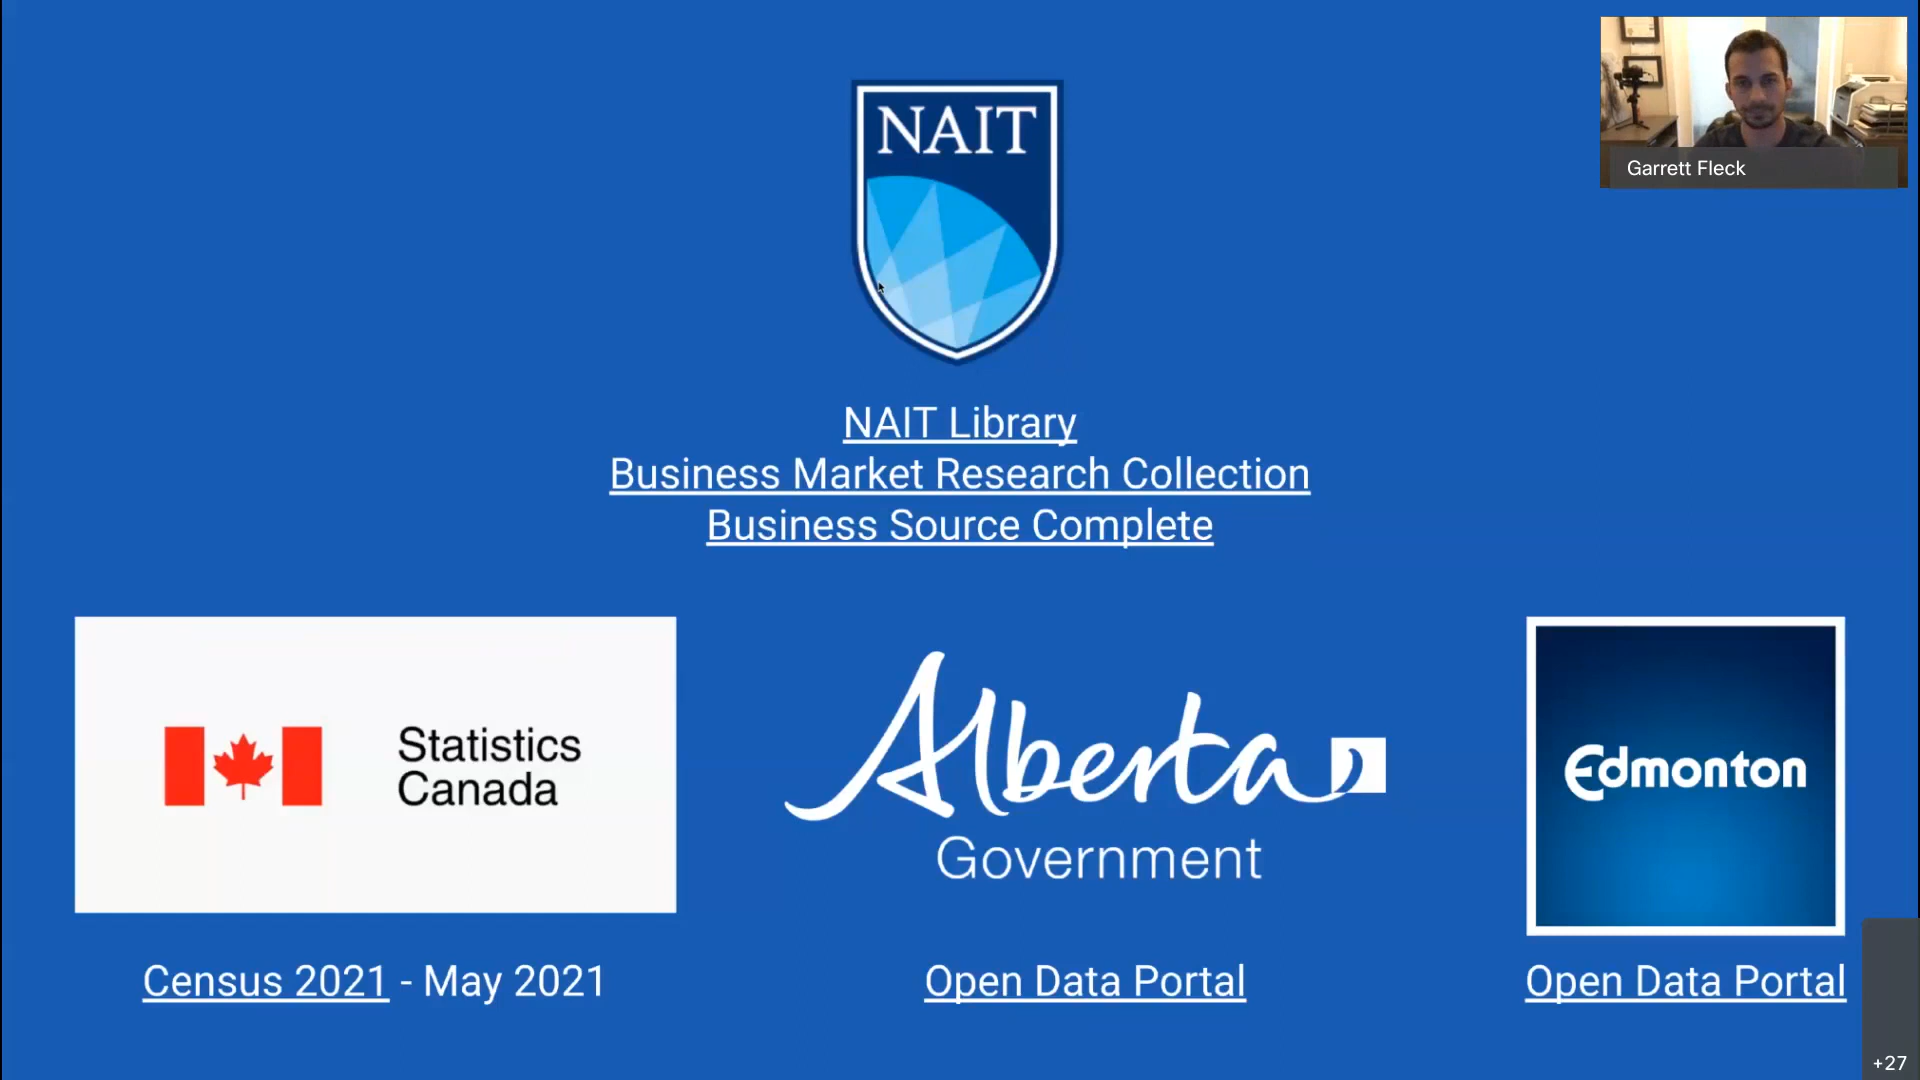 NAIT
Garrett Fleck
NAIT Library
Business Market Research Collection
Business Source Complete
Statistics
Canada
Alberta
Government
Edmonton
Census 2021 - May 2021
Open Data Portal
Open Data Portal
+27